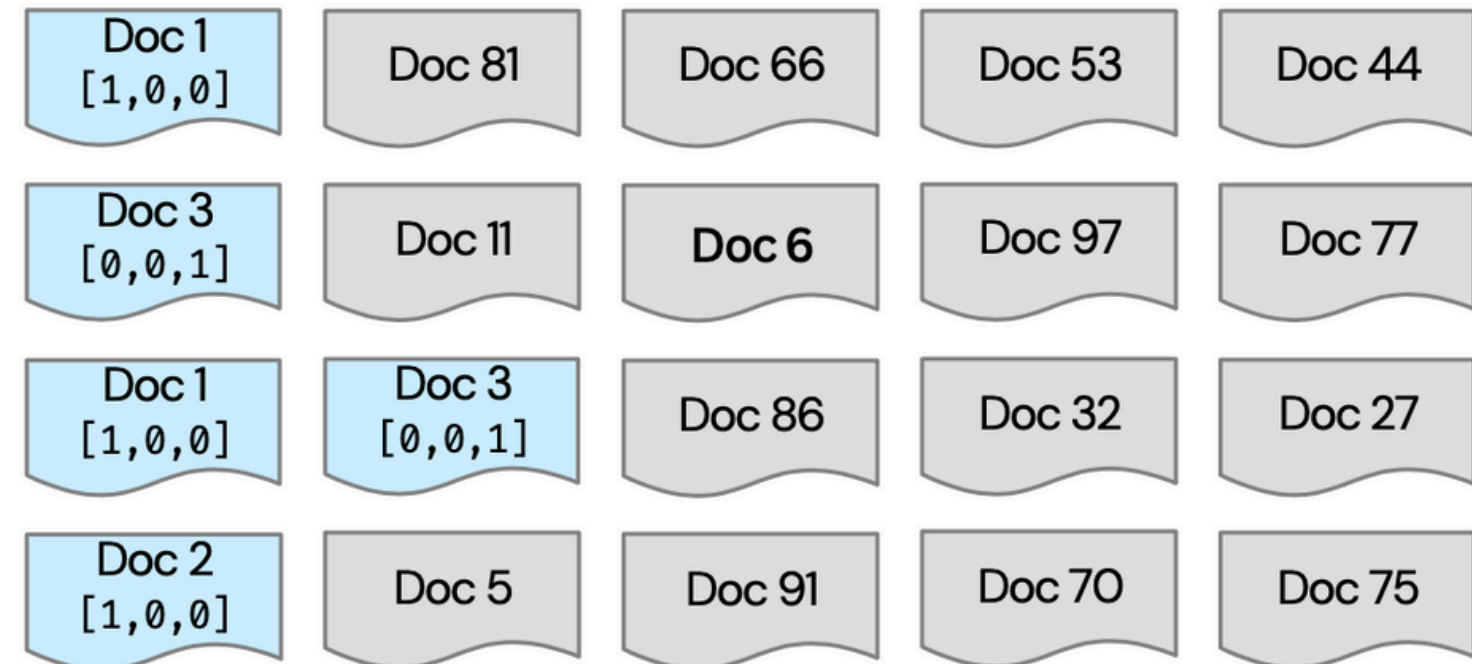 Doc 1
[1,0,0]
Doc 81
Doc 66
Doc 53
Doc 44
Doc 3
[0,0,1]
Doc 11
Doc 6
Doc 97
Doc 77
Doc 1
[1,0,0]
Doc 3
[0,0,1]
Doc 86
Doc 32
Doc 27
Doc 2
[1,0,0]
Doc 5
Doc 91
Doc 70
Doc 75